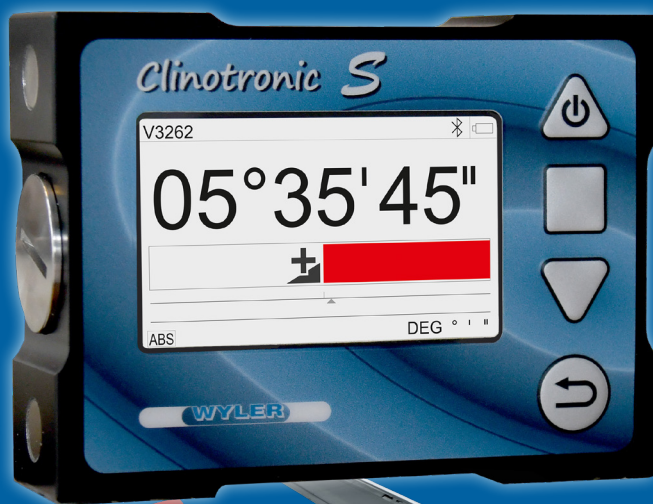 Clinotronic S
V3262
05°35'45"
+
ABS
DEG ° ' "
WYLER